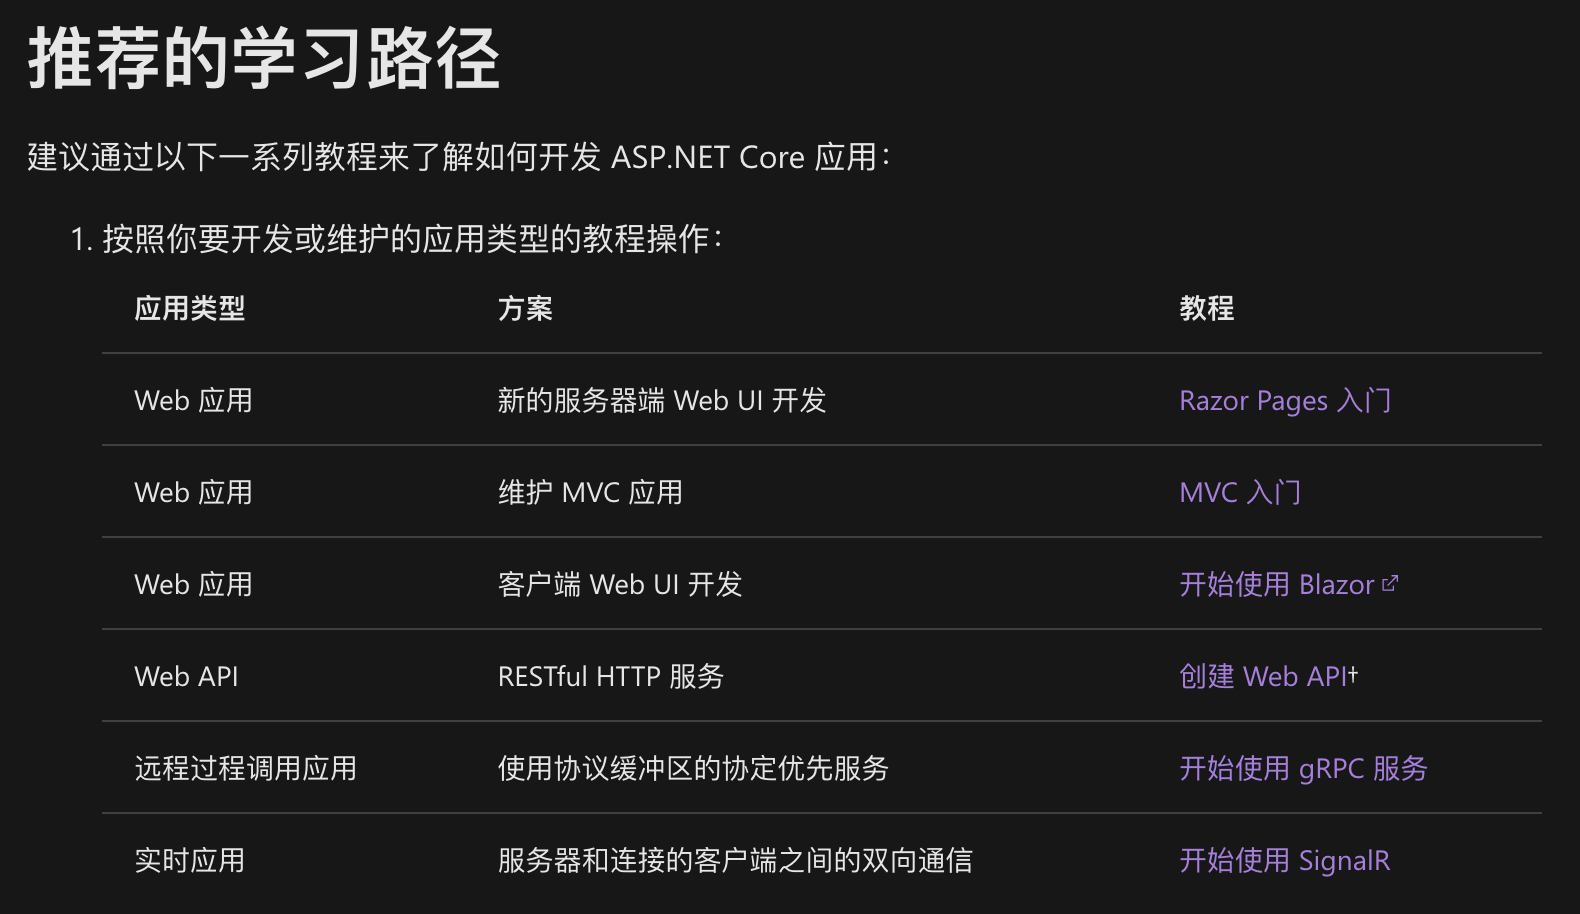 推荐的学习路径
建议通过以下一系列教程来了解如何开发 ASP.NET Core 应用：
1. 按照你要开发或维护的应用类型的教程操作：
应用类型 方案 教程
Web 应用 新的服务器端 Web UI 开发 Razor Pages 入门
Web 应用 维护 MVC 应用 MVC 入门
Web 应用 客户端 Web UI 开发 开始使用 Blazor
Web API RESTful HTTP 服务 创建 Web API†
远程过程调用应用 使用协议缓冲区的协定优先服务 开始使用 gRPC 服务
实时应用 服务器和连接的客户端之间的双向通信 开始使用 SignalR